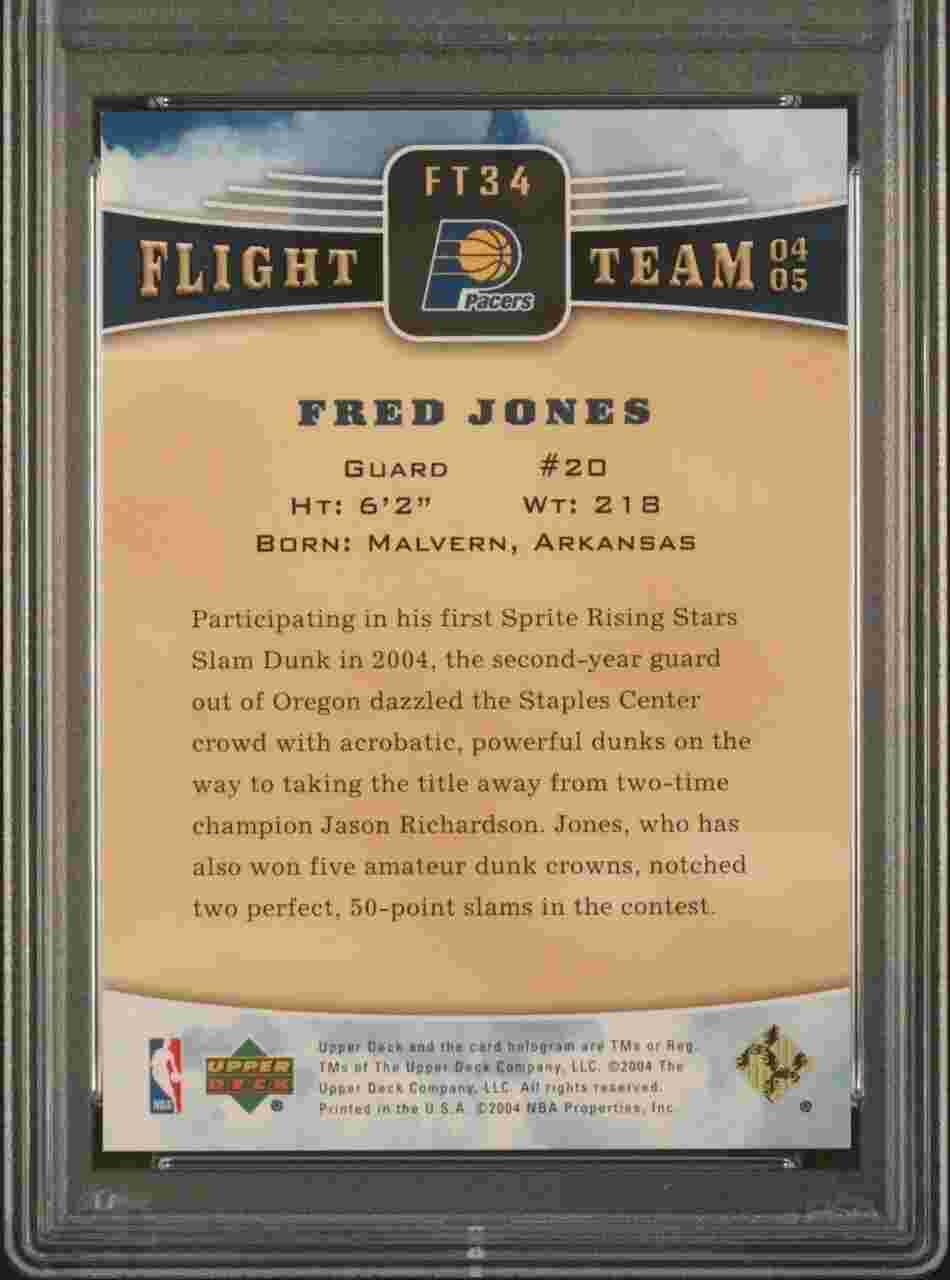 FT34
Pacers
FLIGHT TEAM 04 05
FRED JONES
GUARD #20
HT: 6'2" WT: 218
BORN: MALVERN, ARKANSAS
Participating in his first Sprite Rising Stars
Slam Dunk in 2004, the second-year guard
out of Oregon dazzled the Staples Center
crowd with acrobatic, powerful dunks on the
way to taking the title away from two-time
champion Jason Richardson. Jones, who has
also won five amateur dunk crowns, notched
two perfect, 50-point slams in the contest.
Upper Deck and the card hologram are TMs or Reg.
TMs of The Upper Deck Company, LLC. ©2004 The
Upper Deck Company, LLC. All rights reserved.
Printed in the U.S.A. ©2004 NBA Properties, Inc.
NBA
UPPER
DECK ®
®